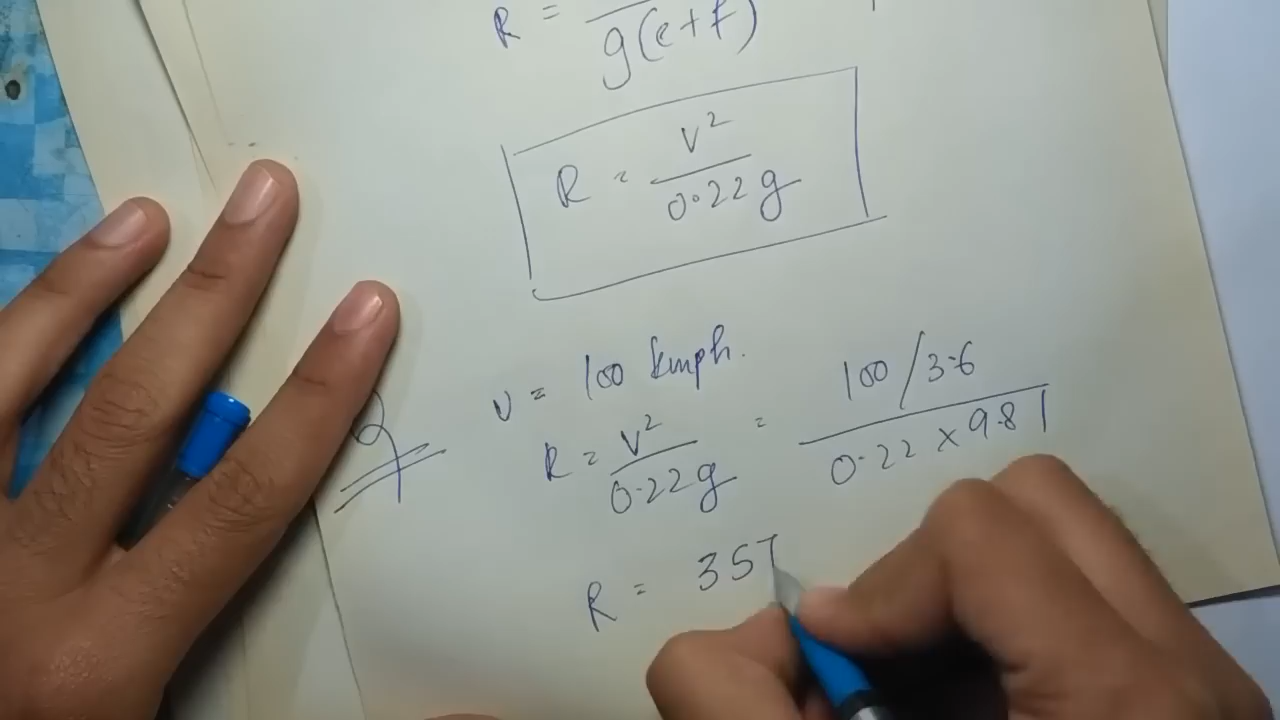 R = g(e+f)
R = V² / 0.22g
v = 100 kmph.
R = V² / 0.22g = 100/3.6 / 0.22 × 9.81
R = 357